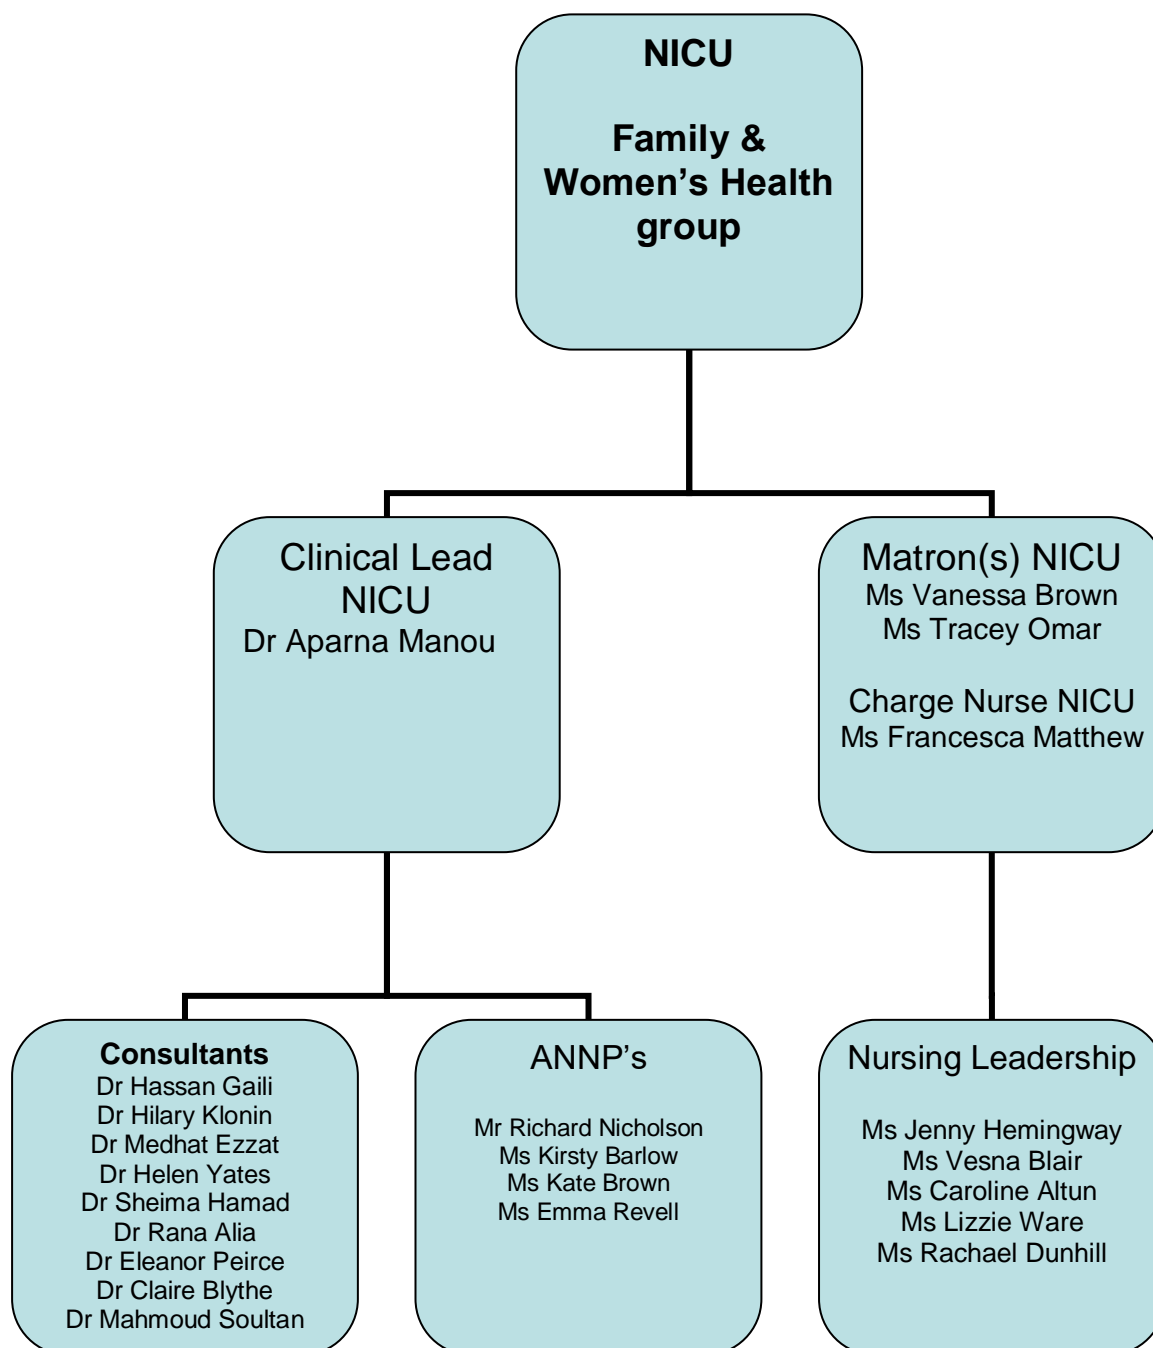 NICU
Family &
Women’s Health
group
Clinical Lead
NICU
Dr Aparna Manou
Matron(s) NICU
Ms Vanessa Brown
Ms Tracey Omar
Charge Nurse NICU
Ms Francesca Matthew
Consultants
Dr Hassan Gaili
Dr Hilary Klonin
Dr Medhat Ezzat
Dr Helen Yates
Dr Sheima Hamad
Dr Rana Alia
Dr Eleanor Peirce
Dr Claire Blythe
Dr Mahmoud Soultan
ANNP’s
Mr Richard Nicholson
Ms Kirsty Barlow
Ms Kate Brown
Ms Emma Revell
Nursing Leadership
Ms Jenny Hemingway
Ms Vesna Blair
Ms Caroline Altun
Ms Lizzie Ware
Ms Rachael Dunhill